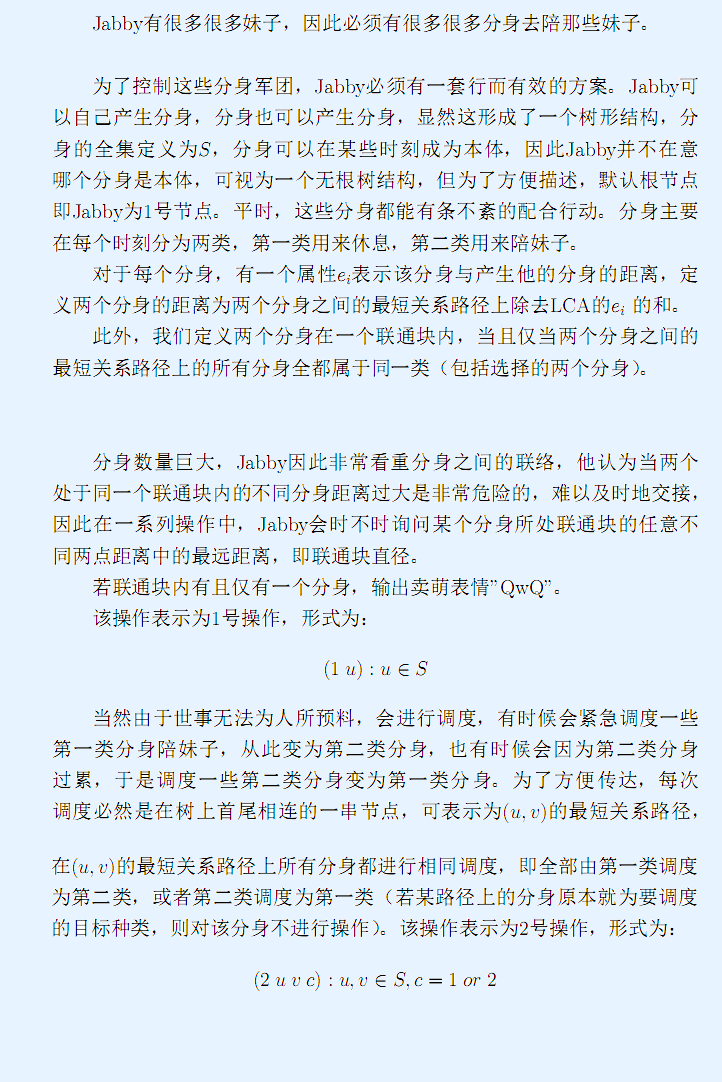 Jabby有很多很多妹子，因此必须有很多很多分身去陪那些妹子。
为了控制这些分身军团，Jabby必须有一套行而有效的方案。Jabby可
以自己产生分身，分身也可以产生分身，显然这形成了一个树形结构，分
身的全集定义为S，分身可以在某些时刻成为本体，因此Jabby并不在意
哪个分身是本体，可视为一个无根树结构，但为了方便描述，默认根节点
即Jabby为1号节点。平时，这些分身都能有条不紊的配合行动。分身主要
在每个时刻分为两类，第一类用来休息，第二类用来陪妹子。
对于每个分身，有一个属性e_i表示该分身与产生他的分身的距离，定
义两个分身的距离为两个分身之间的最短关系路径上除去LCA的e_i 的和。
此外，我们定义两个分身在一个联通块内，当且仅当两个分身之间的
最短关系路径上的所有分身全都属于同一类（包括选择的两个分身）。
分身数量巨大，Jabby因此非常看重分身之间的联络，他认为当两个
处于同一个联通块内的不同分身距离过大是非常危险的，难以及时地交接，
因此在一系列操作中，Jabby会时不时询问某个分身所处联通块的任意不
同两点距离中的最远距离，即联通块直径。
若联通块内有且仅有一个分身，输出卖萌表情”QwQ”。
该操作表示为1号操作，形式为：
(1 u) : u ∈ S
当然由于世事无法为人所预料，会进行调度，有时候会紧急调度一些
第一类分身陪妹子，从此变为第二类分身，也有时候会因为第二类分身
过累，于是调度一些第二类分身变为第一类分身。为了方便传达，每次
调度必然是在树上首尾相连的一串节点，可表示为(u, v)的最短关系路径，
在(u, v)的最短关系路径上所有分身都进行相同调度，即全部由第一类调度
为第二类，或者第二类调度为第一类（若某路径上的分身原本就为要调度
的目标种类，则对该分身不进行操作）。该操作表示为2号操作，形式为：
(2 u v c) : u, v ∈ S, c = 1 or 2